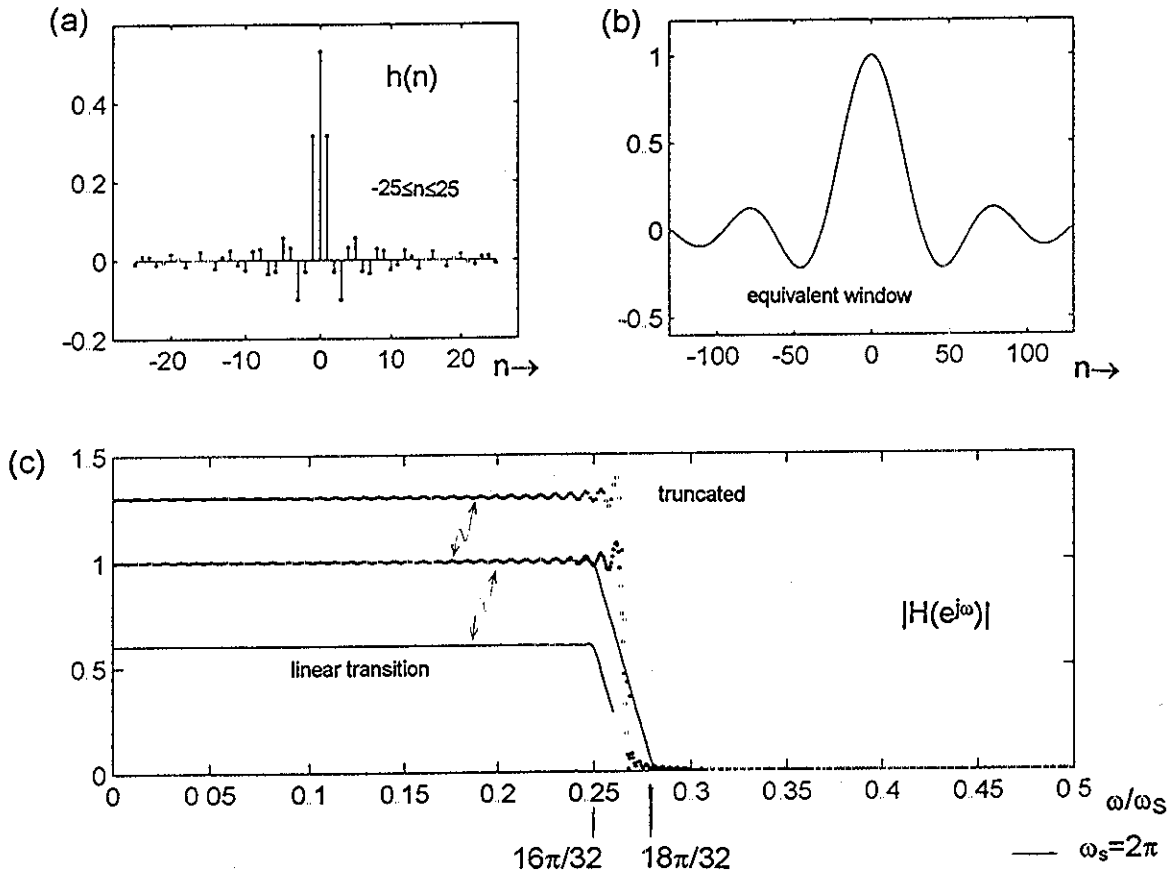 (a)
h(n)
-25≤n≤25
0.4
0.2
0
-0.2
-20
-10
0
10
20
n→
(b)
1
0.5
0
-0.5
equivalent window
-100
-50
0
50
100
n→
(c)
1.5
1
0.5
0
truncated
linear transition
|H(e^jω)|
0
0 05
0.1
0.15
0.2
0.25
0.3
0.35
0.4
0.45
0 5
ω/ωS
16π/32
18π/32
ωs=2π